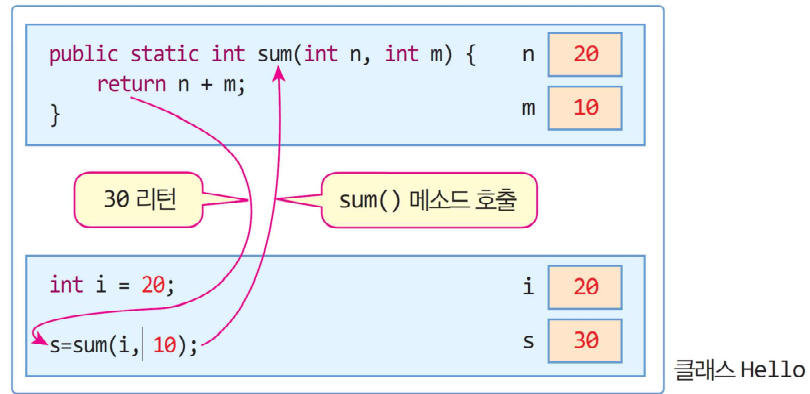 public static int sum(int n, int m) {
return n + m;
}
n 20
m 10
30 리턴
sum() 메소드 호출
int i = 20;
s=sum(i, 10);
i 20
s 30
클래스 Hello